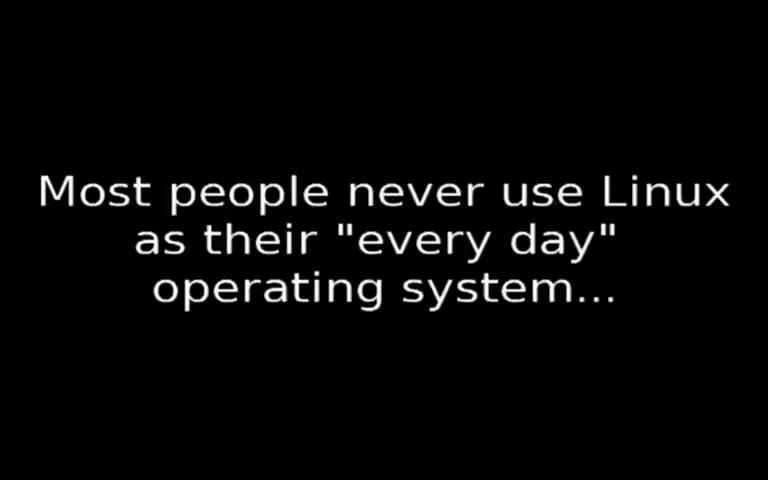 Most people never use Linux
as their "every day"
operating system...